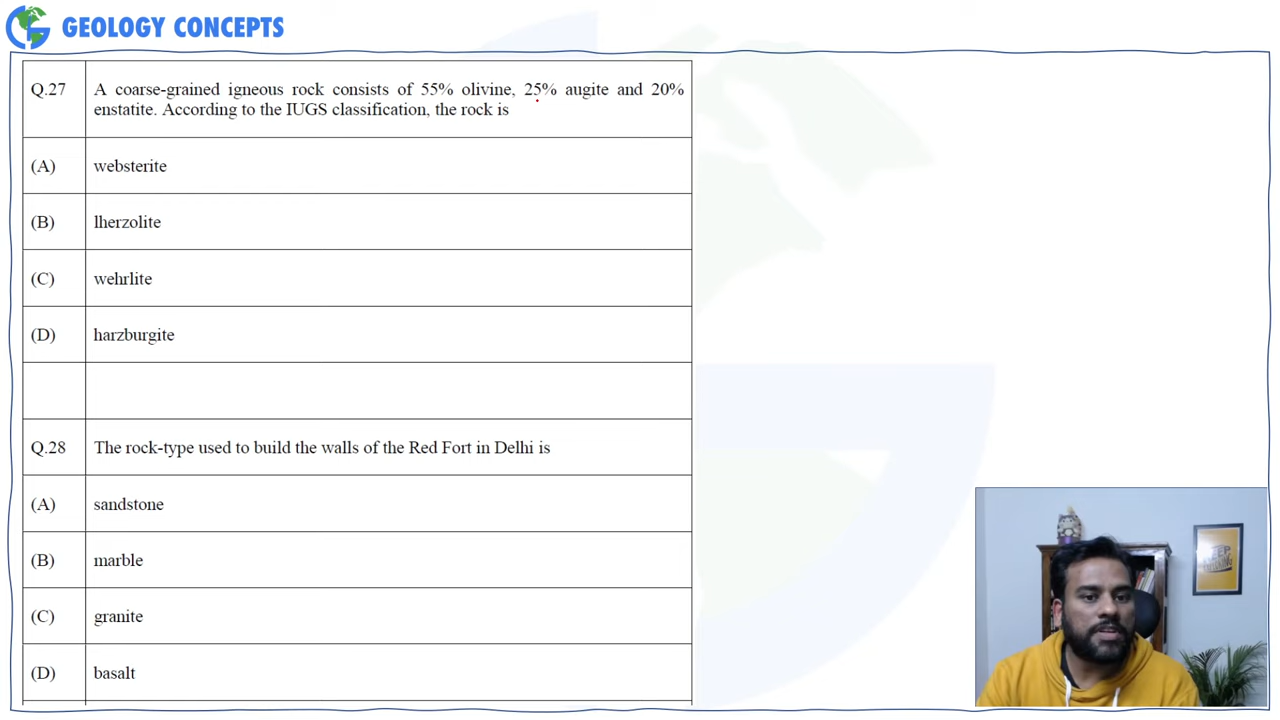 GEOLOGY CONCEPTS
Q.27 A coarse-grained igneous rock consists of 55% olivine, 25% augite and 20%
enstatite. According to the IUGS classification, the rock is
(A) websterite
(B) lherzolite
(C) wehrlite
(D) harzburgite
Q.28 The rock-type used to build the walls of the Red Fort in Delhi is
(A) sandstone
(B) marble
(C) granite
(D) basalt